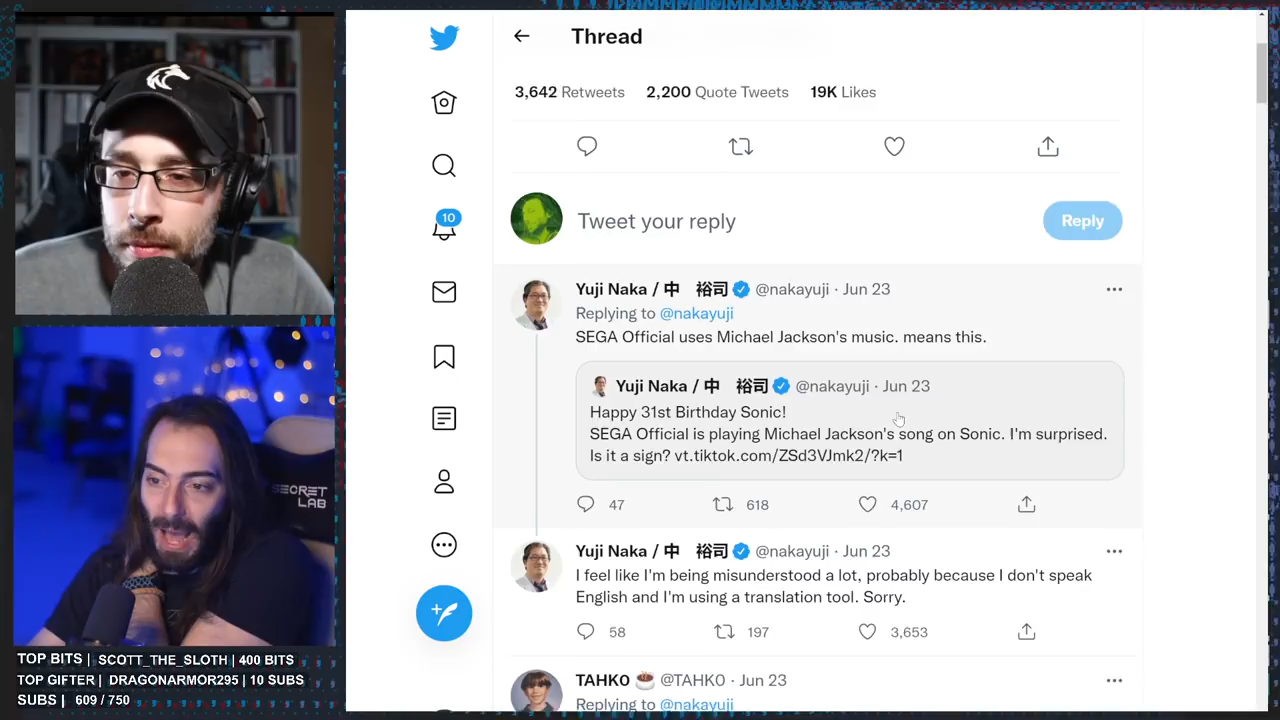 Thread
3,642 Retweets 2,200 Quote Tweets 19K Likes
Tweet your reply
Reply
10
Yuji Naka / 中　裕司 @nakayuji · Jun 23
Replying to @nakayuji
SEGA Official uses Michael Jackson's music. means this.
Yuji Naka / 中　裕司 @nakayuji · Jun 23
Happy 31st Birthday Sonic!
SEGA Official is playing Michael Jackson's song on Sonic. I'm surprised.
Is it a sign? vt.tiktok.com/ZSd3VJmk2/?k=1
47 618 4,607
Yuji Naka / 中　裕司 @nakayuji · Jun 23
I feel like I'm being misunderstood a lot, probably because I don't speak
English and I'm using a translation tool. Sorry.
58 197 3,653
TAHKO @TAHKO · Jun 23
Replying to @nakayuji
SECRET
LAB
TOP BITS | SCOTT_THE_SLOTH | 400 BITS
TOP GIFTER | DRAGONARMOR295 | 10 SUBS
SUBS | 609 / 750